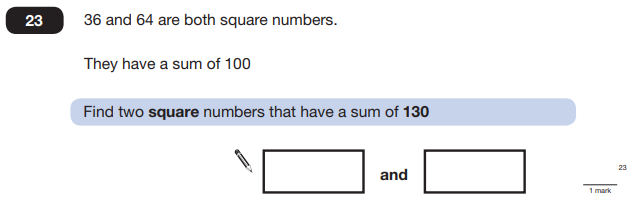 23 36 and 64 are both square numbers.
They have a sum of 100
Find two square numbers that have a sum of 130
and
23
1 mark